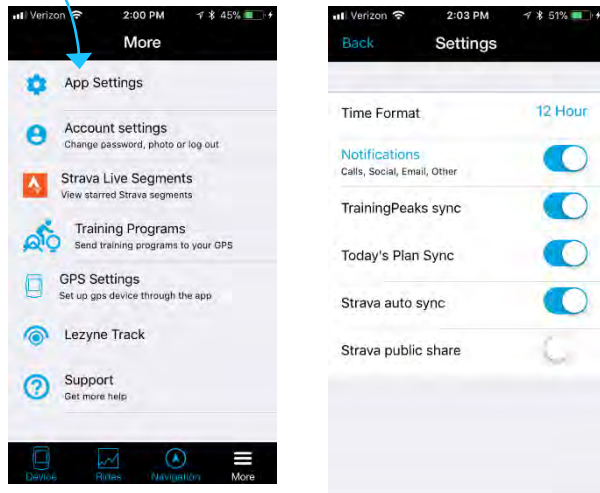 Verizon 2:00 PM 45%
More
App Settings
Account settings
Change password, photo or log out
Strava Live Segments
View starred Strava segments
Training Programs
Send training programs to your GPS
GPS Settings
Set up gps device through the app
Lezyne Track
Support
Get more help
Device Rides Navigation More
Verizon 2:03 PM 51%
Back Settings
Time Format 12 Hour
Notifications
Calls, Social, Email, Other
TrainingPeaks sync
Today's Plan Sync
Strava auto sync
Strava public share